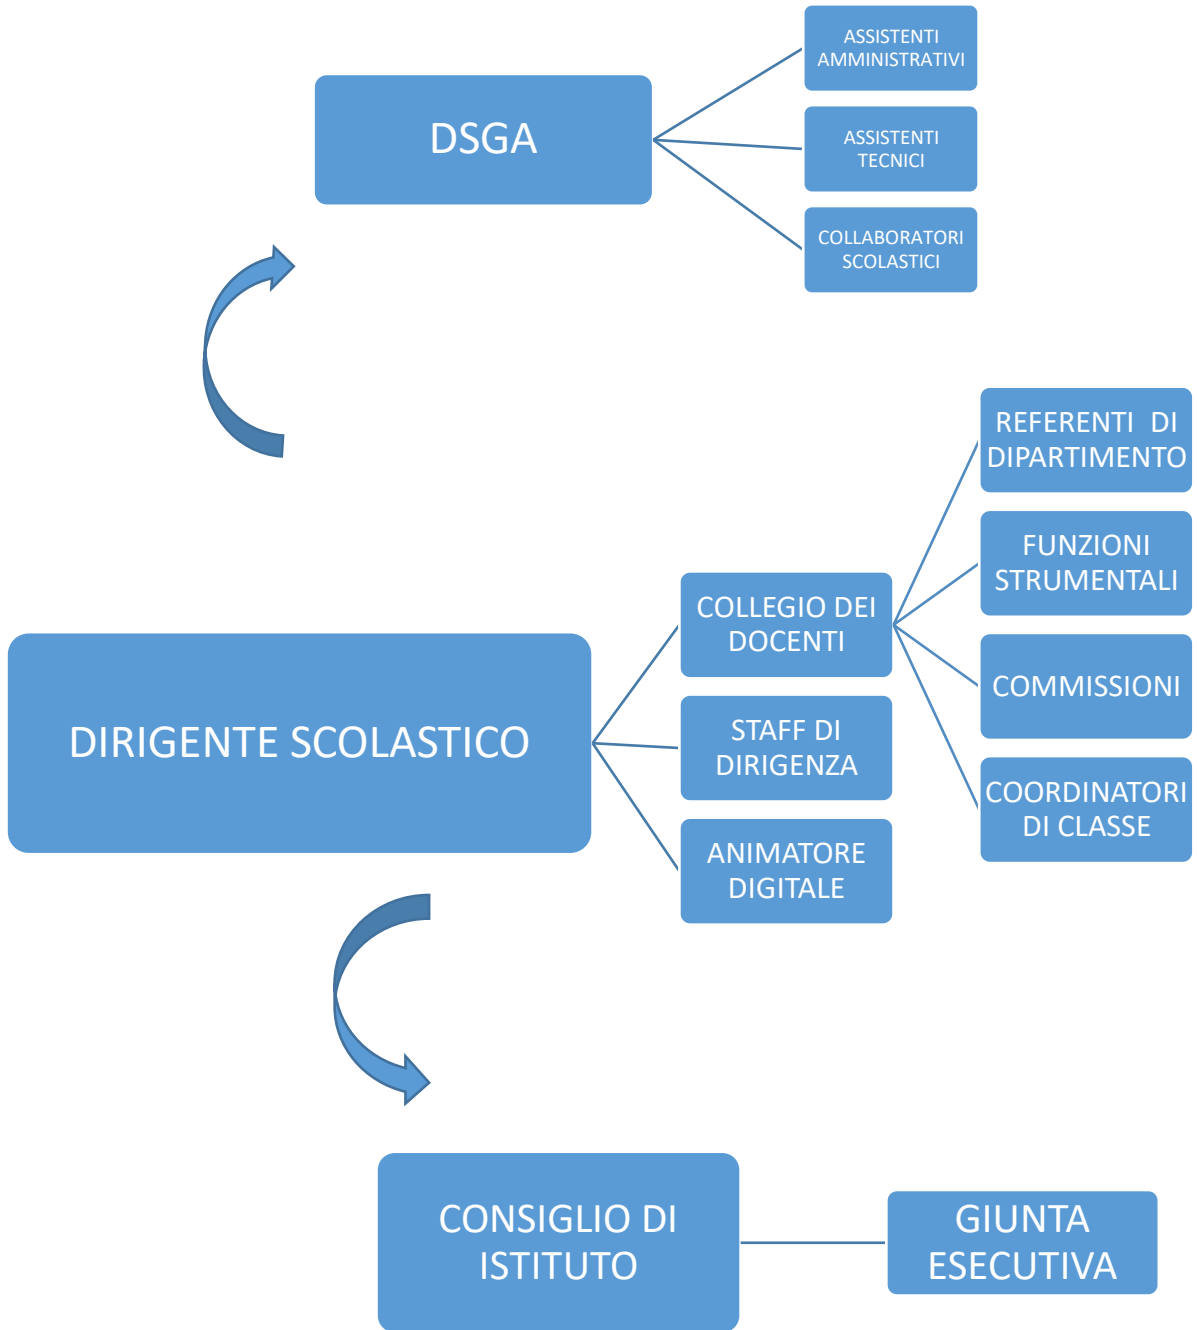 ASSISTENTI
AMMINISTRATIVI
DSGA
ASSISTENTI
TECNICI
COLLABORATORI
SCOLASTICI
REFERENTI DI
DIPARTIMENTO
FUNZIONI
STRUMENTALI
COLLEGIO DEI
DOCENTI
COMMISSIONI
DIRIGENTE SCOLASTICO
STAFF DI
DIRIGENZA
COORDINATORI
DI CLASSE
ANIMATORE
DIGITALE
CONSIGLIO DI
ISTITUTO
GIUNTA
ESECUTIVA